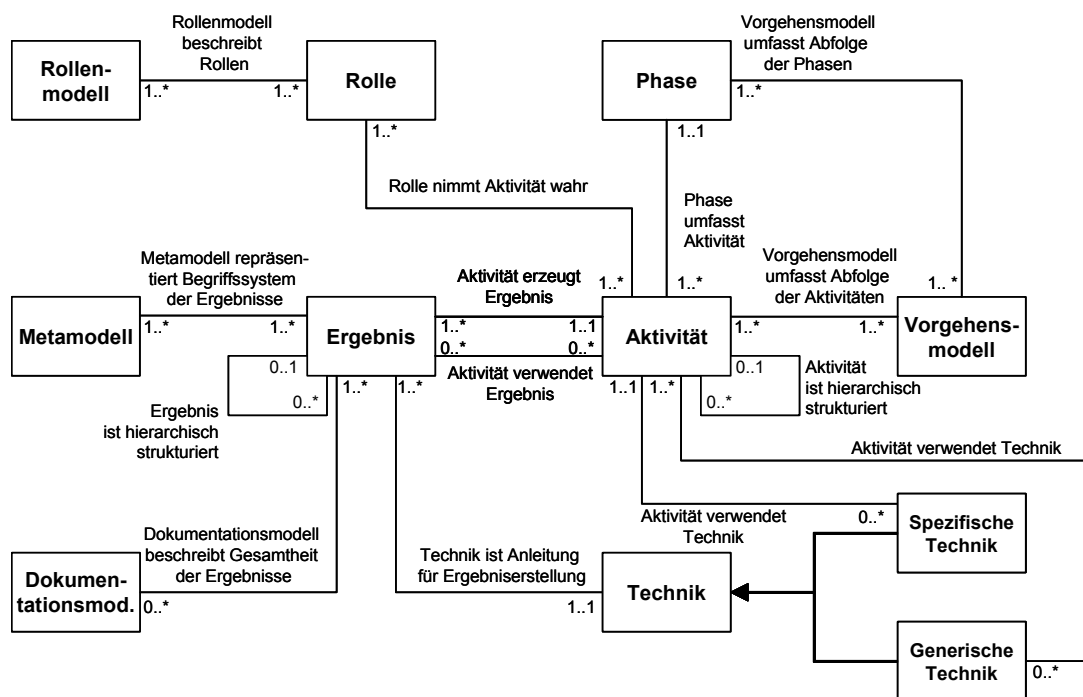 Rollenmodell
beschreibt
Rollen
Vorgehensmodell
umfasst Abfolge
der Phasen
Rollen-
modell
Rolle
Phase
1..*
1..*
1..*
1..*
1..1
Rolle nimmt Aktivität wahr
Phase
umfasst
Aktivität
Metamodell repräsen-
tiert Begriffssystem
der Ergebnisse
Aktivität erzeugt
Ergebnis
Vorgehensmodell
umfasst Abfolge
der Aktivitäten
1..*
1..*
1.. *
Metamodell
Ergebnis
Aktivität
Vorgehens-
modell
1..*
1..*
1..*
1..1
1..*
1..*
0..*
0..*
Aktivität verwendet
Ergebnis
0..1
0..*
1..*
1..*
1..1
1..*
0..1
0..*
Aktivität
ist hierarchisch
strukturiert
Ergebnis
ist hierarchisch
strukturiert
Aktivität verwendet Technik
Aktivität verwendet
Technik
0..*
Spezifische
Technik
Dokumentationsmodell
beschreibt Gesamtheit
der Ergebnisse
Technik ist Anleitung
für Ergebniserstellung
Dokumen-
tationsmod.
0..*
1..1
Technik
Generische
Technik
0..*